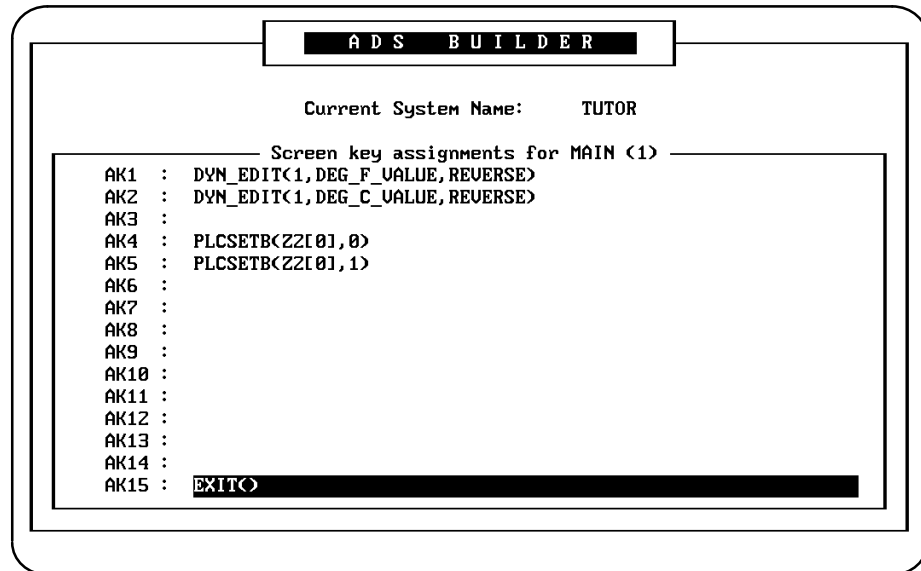 ADS BUILDER
Current System Name: TUTOR
Screen key assignments for MAIN (1)
AK1 : DYN_EDIT(1,DEG_F_VALUE,REVERSE)
AK2 : DYN_EDIT(1,DEG_C_VALUE,REVERSE)
AK3 :
AK4 : PLCSETB(Z2[0],0)
AK5 : PLCSETB(Z2[0],1)
AK6 :
AK7 :
AK8 :
AK9 :
AK10 :
AK11 :
AK12 :
AK13 :
AK14 :
AK15 : EXIT()